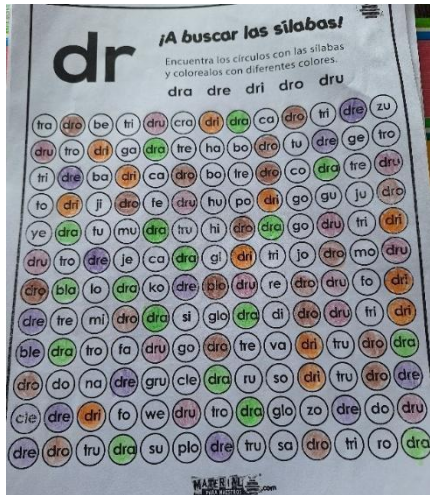 dr
¡A buscar las sílabas!
Encuentra los círculos con las sílabas
y colorealos con diferentes colores.
dra dre dri dro dru
tra dro be tri dru cra dri dra ca dro tri dre zu
dru tro dri ga dra tre ha bo dro tu dre ge tro
tri dre ba dri ca dro bo tre dro co dra tre dru
to dri ji dro fe dru hu po dri go gu ju dro
ye dra tu mu dra tru hi dro dra go dru tri dri
dru tro dre je ca dra gi dri tri jo dro mo dru
dro bla lo dra ko dre blo dru re dro dru fo dri
dre tre mi dro dra si glo dra di dro dru tri dri
ble dra tro fa dru go dro tre va dri tru dro dra
dro do na dre gru cle dra ru so dri tru dro dre
cle dre dri fo we dru tro dra glo zo dre do dru
dre dro tru dra su plo dre tru sa dro tri ro dra
MATERIAL
PARA MAESTROS .com